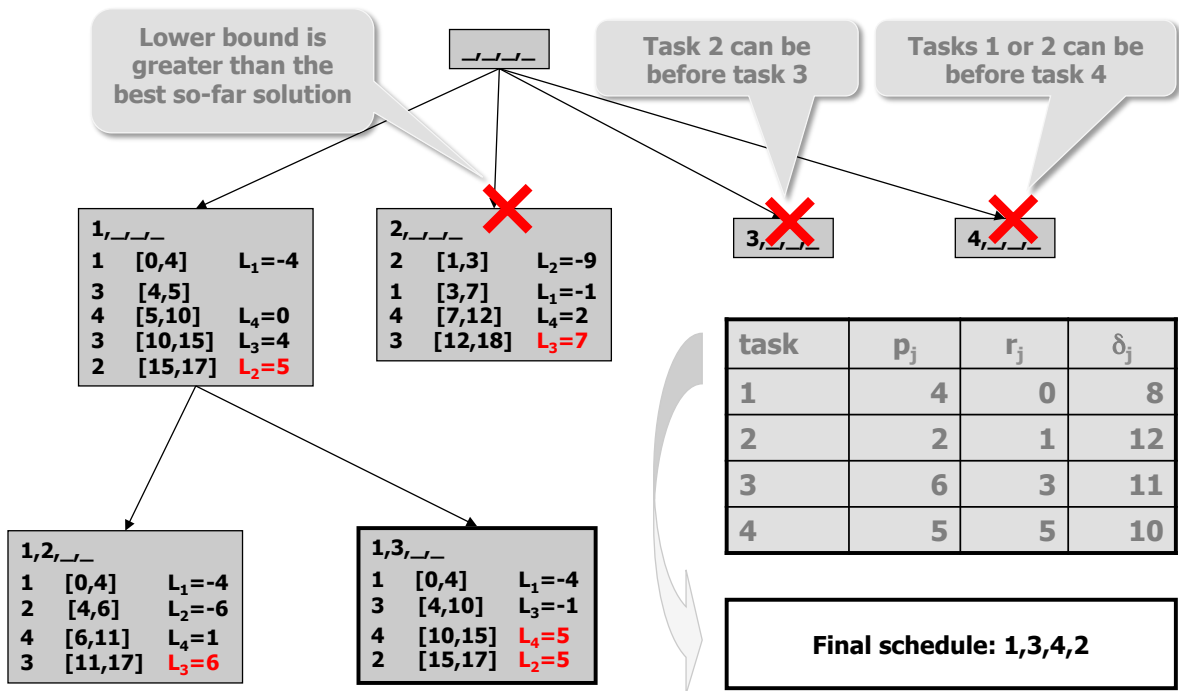 Lower bound is
greater than the
best so-far solution
_,_,_,_
Task 2 can be
before task 3
Tasks 1 or 2 can be
before task 4
1,_,_,_
1 [0,4] L₁=-4
3 [4,5]
4 [5,10] L₄=0
3 [10,15] L₃=4
2 [15,17] L₂=5
2,_,_,_
2 [1,3] L₂=-9
1 [3,7] L₁=-1
4 [7,12] L₄=2
3 [12,18] L₃=7
3,_,_,_
4,_,_,_
task pⱼ rⱼ δⱼ
1 4 0 8
2 2 1 12
3 6 3 11
4 5 5 10
1,2,_,_
1 [0,4] L₁=-4
2 [4,6] L₂=-6
4 [6,11] L₄=1
3 [11,17] L₃=6
1,3,_,_
1 [0,4] L₁=-4
3 [4,10] L₃=-1
4 [10,15] L₄=5
2 [15,17] L₂=5
Final schedule: 1,3,4,2